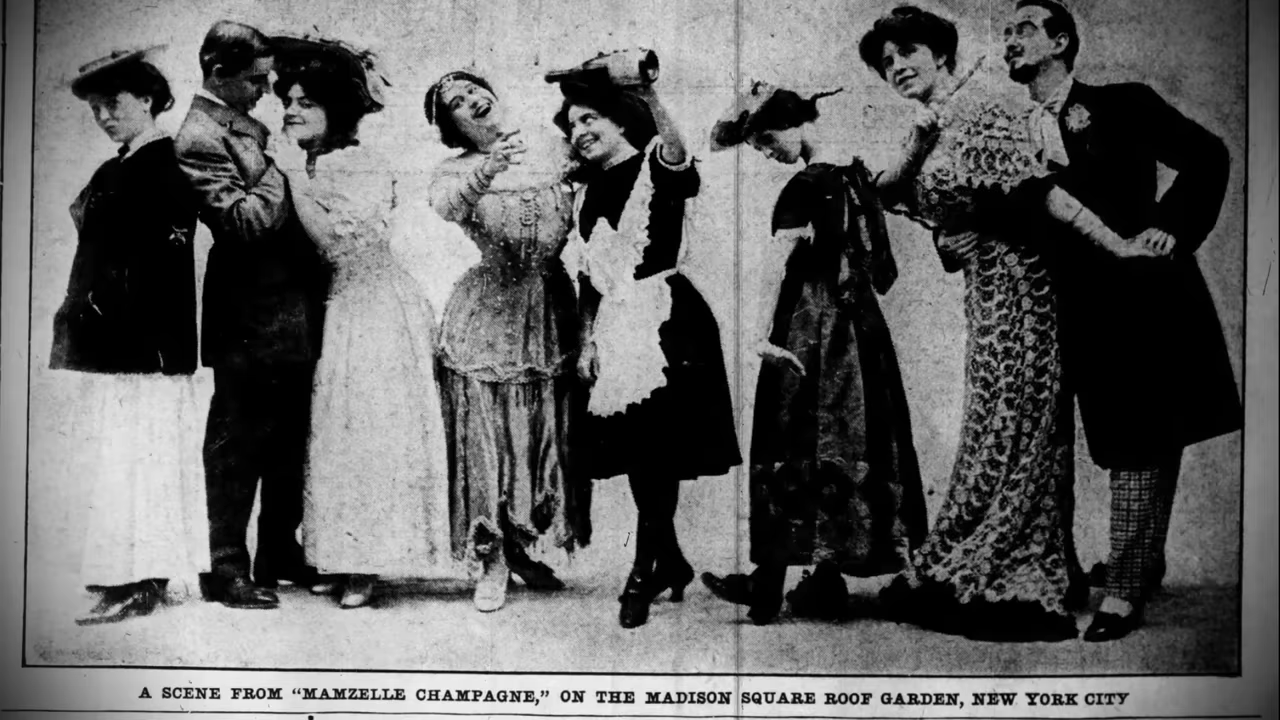 A SCENE FROM "MAMZELLE CHAMPAGNE," ON THE MADISON SQUARE ROOF GARDEN, NEW YORK CITY